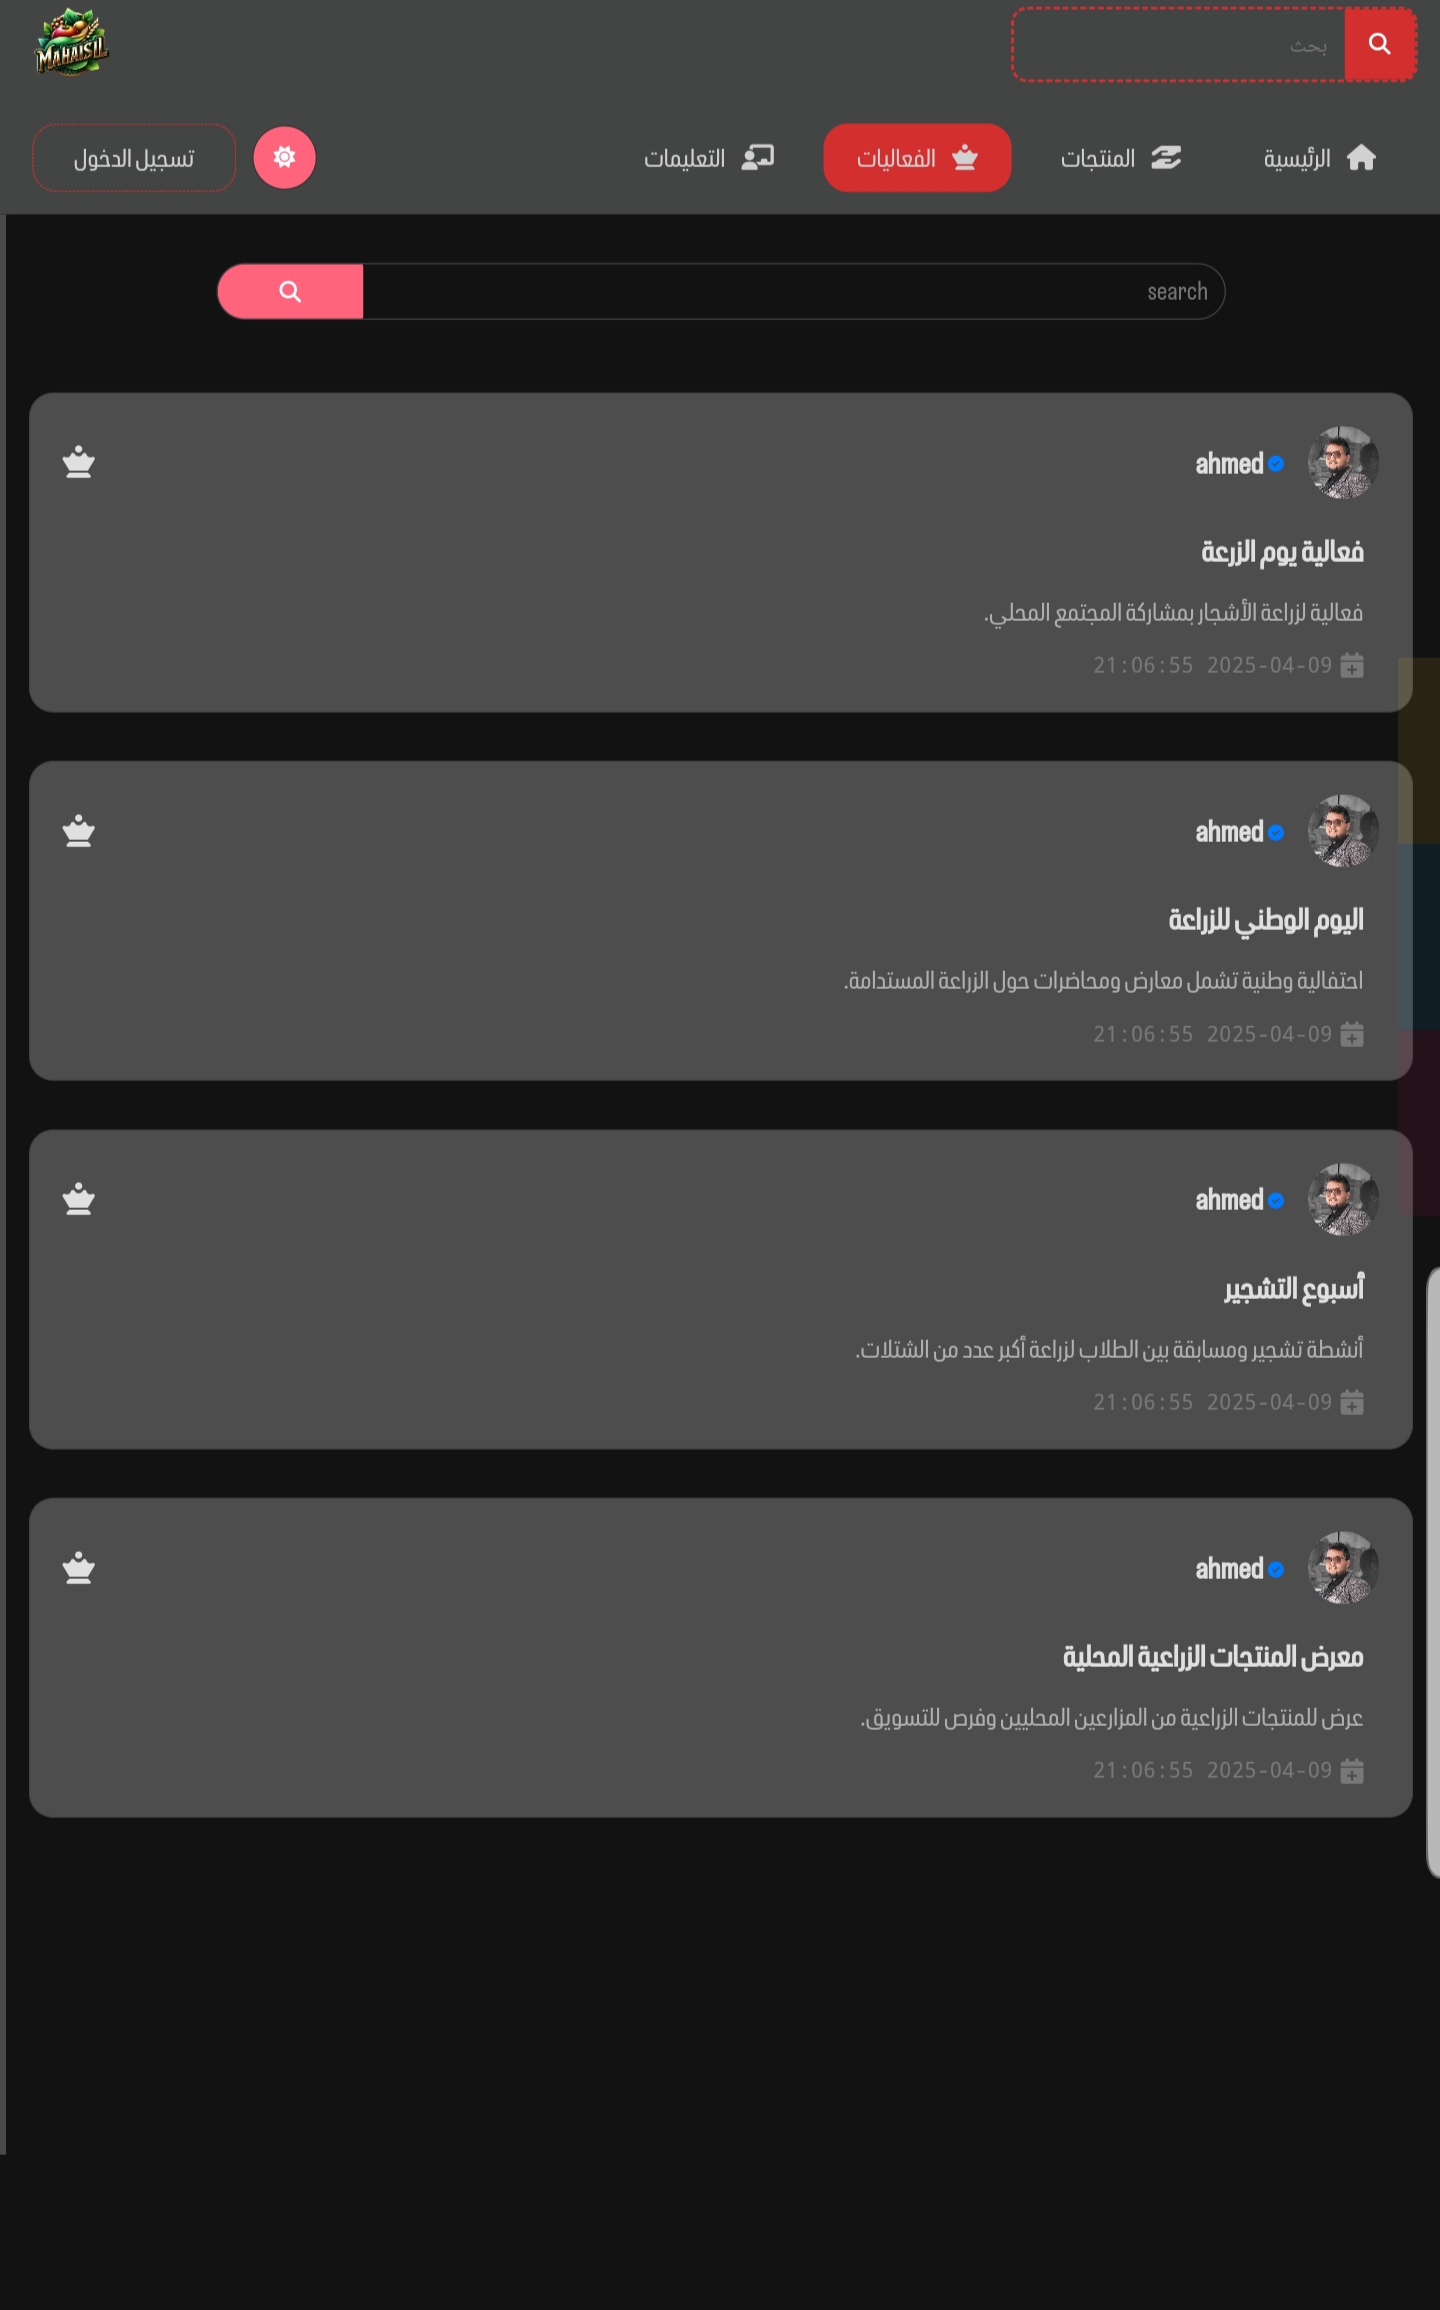 بحث
MAHAISIL
الرئيسية
المنتجات
الفعاليات
التعليمات
تسجيل الدخول
search
ahmed
فعالية يوم الزرعة
فعالية لزراعة الأشجار بمشاركة المجتمع المحلي.
21:06:55 2025-04-09
ahmed
اليوم الوطني للزراعة
احتفالية وطنية تشمل معارض ومحاضرات حول الزراعة المستدامة.
21:06:55 2025-04-09
ahmed
أسبوع التشجير
أنشطة تشجير ومسابقة بين الطلاب لزراعة أكبر عدد من الشتلات.
21:06:55 2025-04-09
ahmed
معرض المنتجات الزراعية المحلية
عرض للمنتجات الزراعية من المزارعين المحليين وفرص للتسويق.
21:06:55 2025-04-09